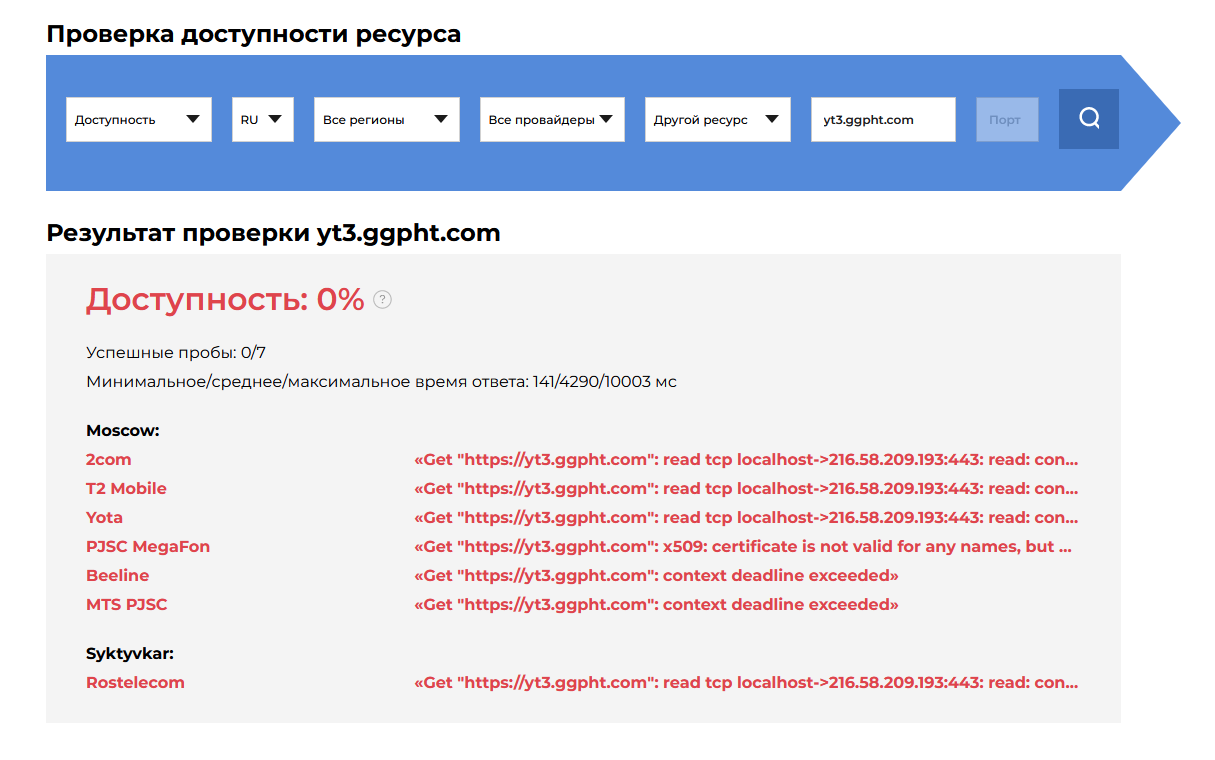 Проверка доступности ресурса
Доступность RU Все регионы Все провайдеры Другой ресурс yt3.ggpht.com Порт
Результат проверки yt3.ggpht.com
Доступность: 0% ?
Успешные пробы: 0/7
Минимальное/среднее/максимальное время ответа: 141/4290/10003 мс
Moscow:
2com «Get "https://yt3.ggpht.com": read tcp localhost->216.58.209.193:443: read: con...
T2 Mobile «Get "https://yt3.ggpht.com": read tcp localhost->216.58.209.193:443: read: con...
Yota «Get "https://yt3.ggpht.com": read tcp localhost->216.58.209.193:443: read: con...
PJSC MegaFon «Get "https://yt3.ggpht.com": x509: certificate is not valid for any names, but ...
Beeline «Get "https://yt3.ggpht.com": context deadline exceeded»
MTS PJSC «Get "https://yt3.ggpht.com": context deadline exceeded»
Syktyvkar:
Rostelecom «Get "https://yt3.ggpht.com": read tcp localhost->216.58.209.193:443: read: con...